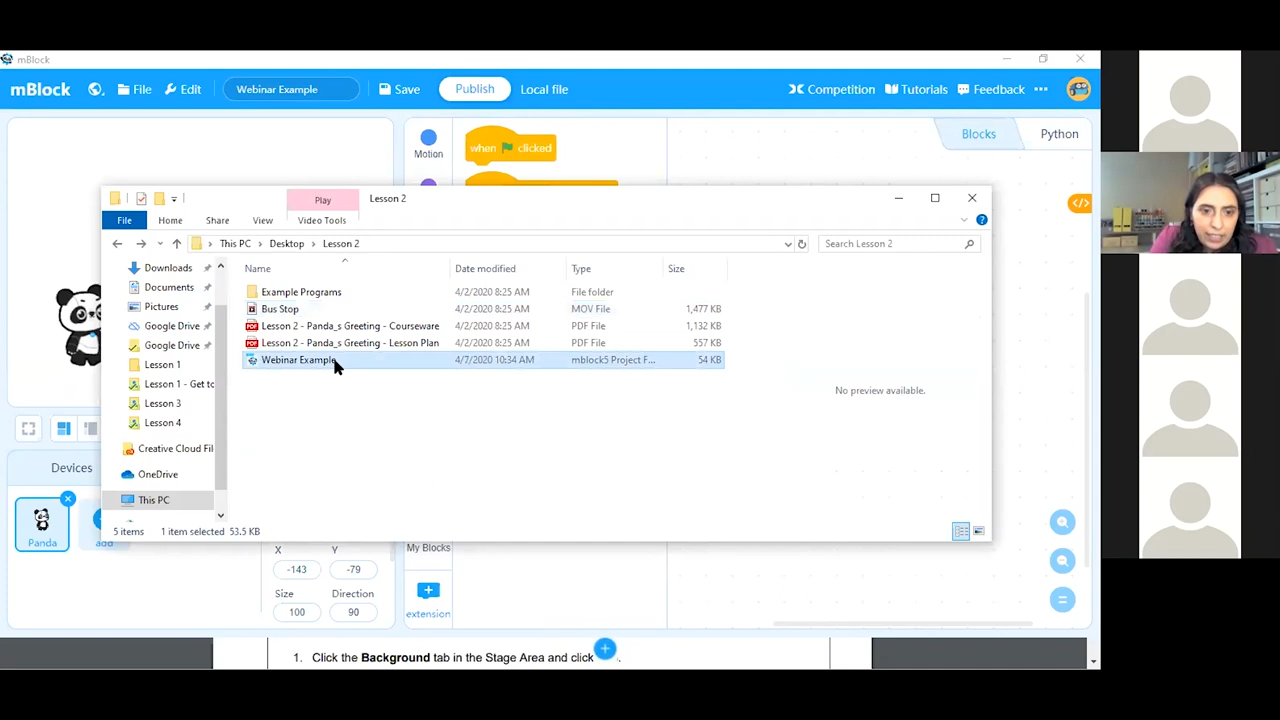 mBlock
mBlock File Edit Webinar Example Save Publish Local file Competition Tutorials Feedback
Motion
when clicked
Blocks Python
Play Lesson 2
File Home Share View Video Tools
This PC Desktop Lesson 2 Search Lesson 2
Name Date modified Type Size
Downloads
Documents
Pictures
Google Drive
Google Drive
Lesson 1
Lesson 1 - Get to
Lesson 3
Lesson 4
Creative Cloud Fil
OneDrive
This PC
Example Programs 4/2/2020 8:25 AM File folder
Bus Stop 4/2/2020 8:25 AM MOV File 1,477 KB
Lesson 2 - Panda_s Greeting - Courseware 4/2/2020 8:25 AM PDF File 1,132 KB
Lesson 2 - Panda_s Greeting - Lesson Plan 4/2/2020 8:25 AM PDF File 557 KB
Webinar Example 4/7/2020 10:34 AM mblock5 Project F... 54 KB
No preview available.
5 items 1 item selected 53.5 KB
Devices
Panda
add
X Y
-143 -79
Size Direction
100 90
My Blocks
extension
1. Click the Background tab in the Stage Area and click .